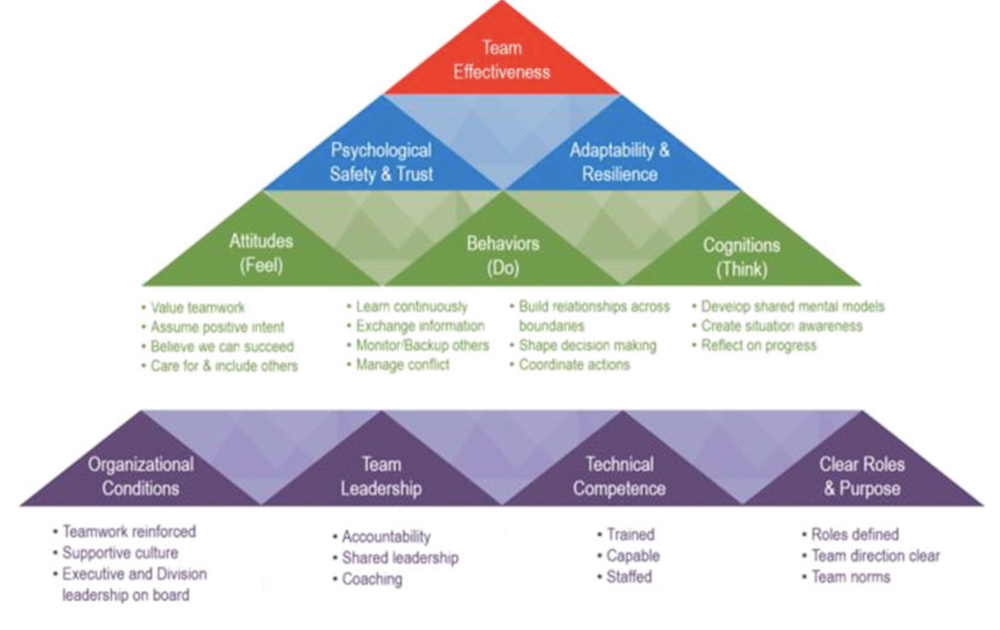 Team
Effectiveness
Psychological
Safety & Trust
Adaptability &
Resilience
Attitudes
(Feel)
Behaviors
(Do)
Cognitions
(Think)
• Value teamwork
• Assume positive intent
• Believe we can succeed
• Care for & include others
• Learn continuously
• Exchange information
• Monitor/Backup others
• Manage conflict
• Build relationships across
boundaries
• Shape decision making
• Coordinate actions
• Develop shared mental models
• Create situation awareness
• Reflect on progress
Organizational
Conditions
Team
Leadership
Technical
Competence
Clear Roles
& Purpose
• Teamwork reinforced
• Supportive culture
• Executive and Division
leadership on board
• Accountability
• Shared leadership
• Coaching
• Trained
• Capable
• Staffed
• Roles defined
• Team direction clear
• Team norms